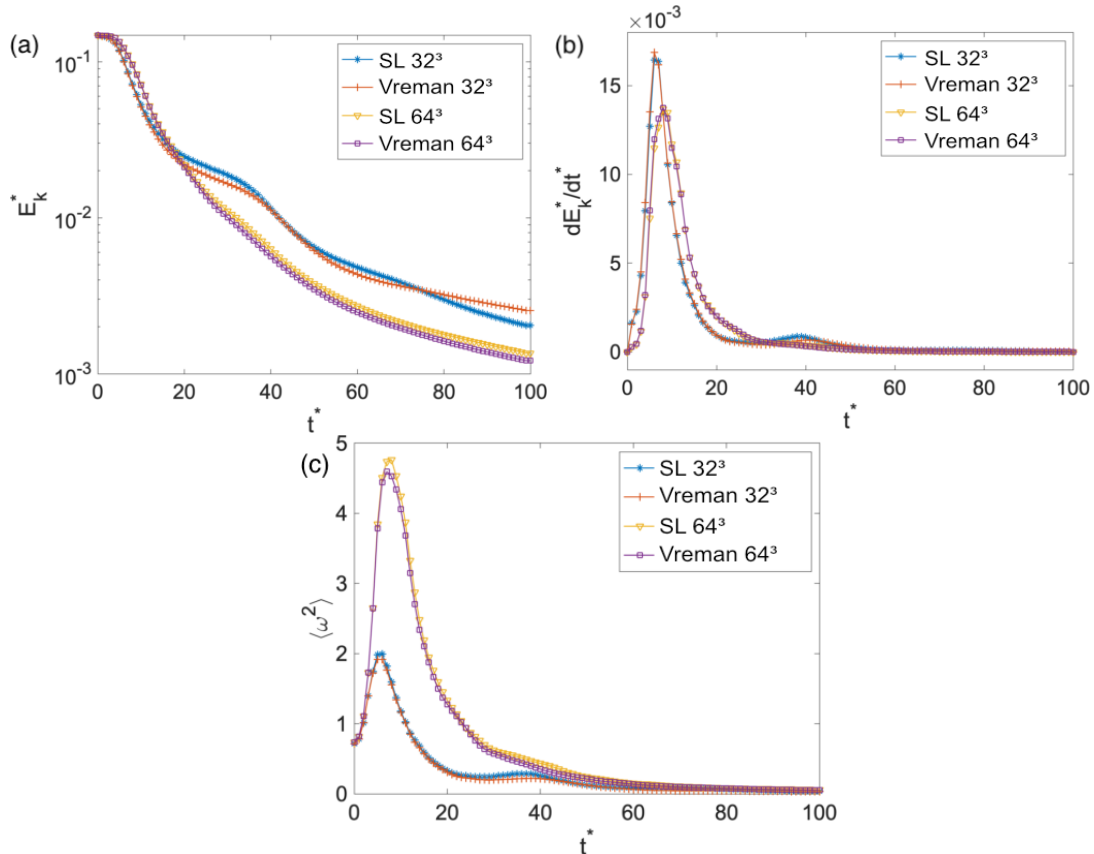 (a)
10⁻¹
10⁻²
10⁻³
E*ₖ
0 20 40 60 80 100
t*
SL 32³
Vreman 32³
SL 64³
Vreman 64³
(b)
×10⁻³
15
10
5
0
dE*ₖ/dt*
0 20 40 60 80 100
t*
SL 32³
Vreman 32³
SL 64³
Vreman 64³
(c)
5
4
3
2
1
0
⟨ω²⟩
0 20 40 60 80 100
t*
SL 32³
Vreman 32³
SL 64³
Vreman 64³